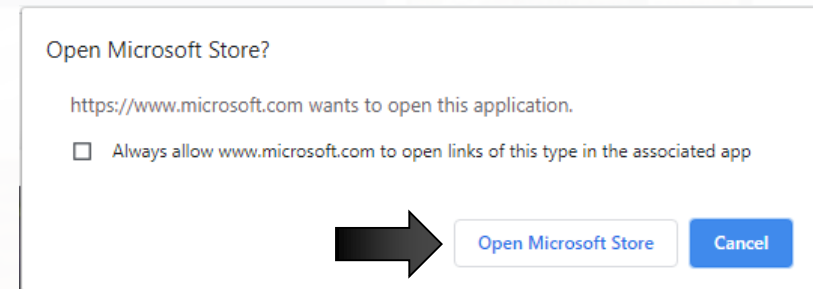 Open Microsoft Store?
https://www.microsoft.com wants to open this application.
Always allow www.microsoft.com to open links of this type in the associated app
Open Microsoft Store Cancel